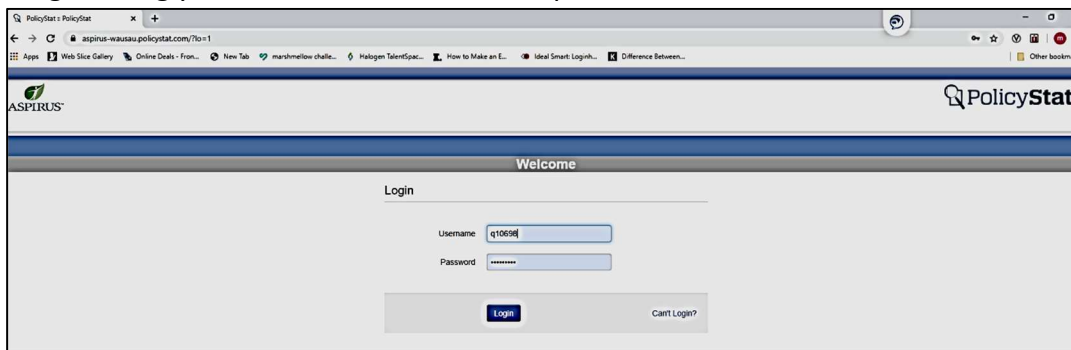 PolicyStat :: PolicyStat
aspirus-wausau.policystat.com/?lo=1
Apps Web Slice Gallery Online Deals - Fron... New Tab marshmellow challe... Halogen TalentSpac... How to Make an E... Ideal Smart: Loginh... Difference Between... Other bookm
ASPIRUS
PolicyStat
Welcome
Login
Username q10698
Password
Login Can't Login?